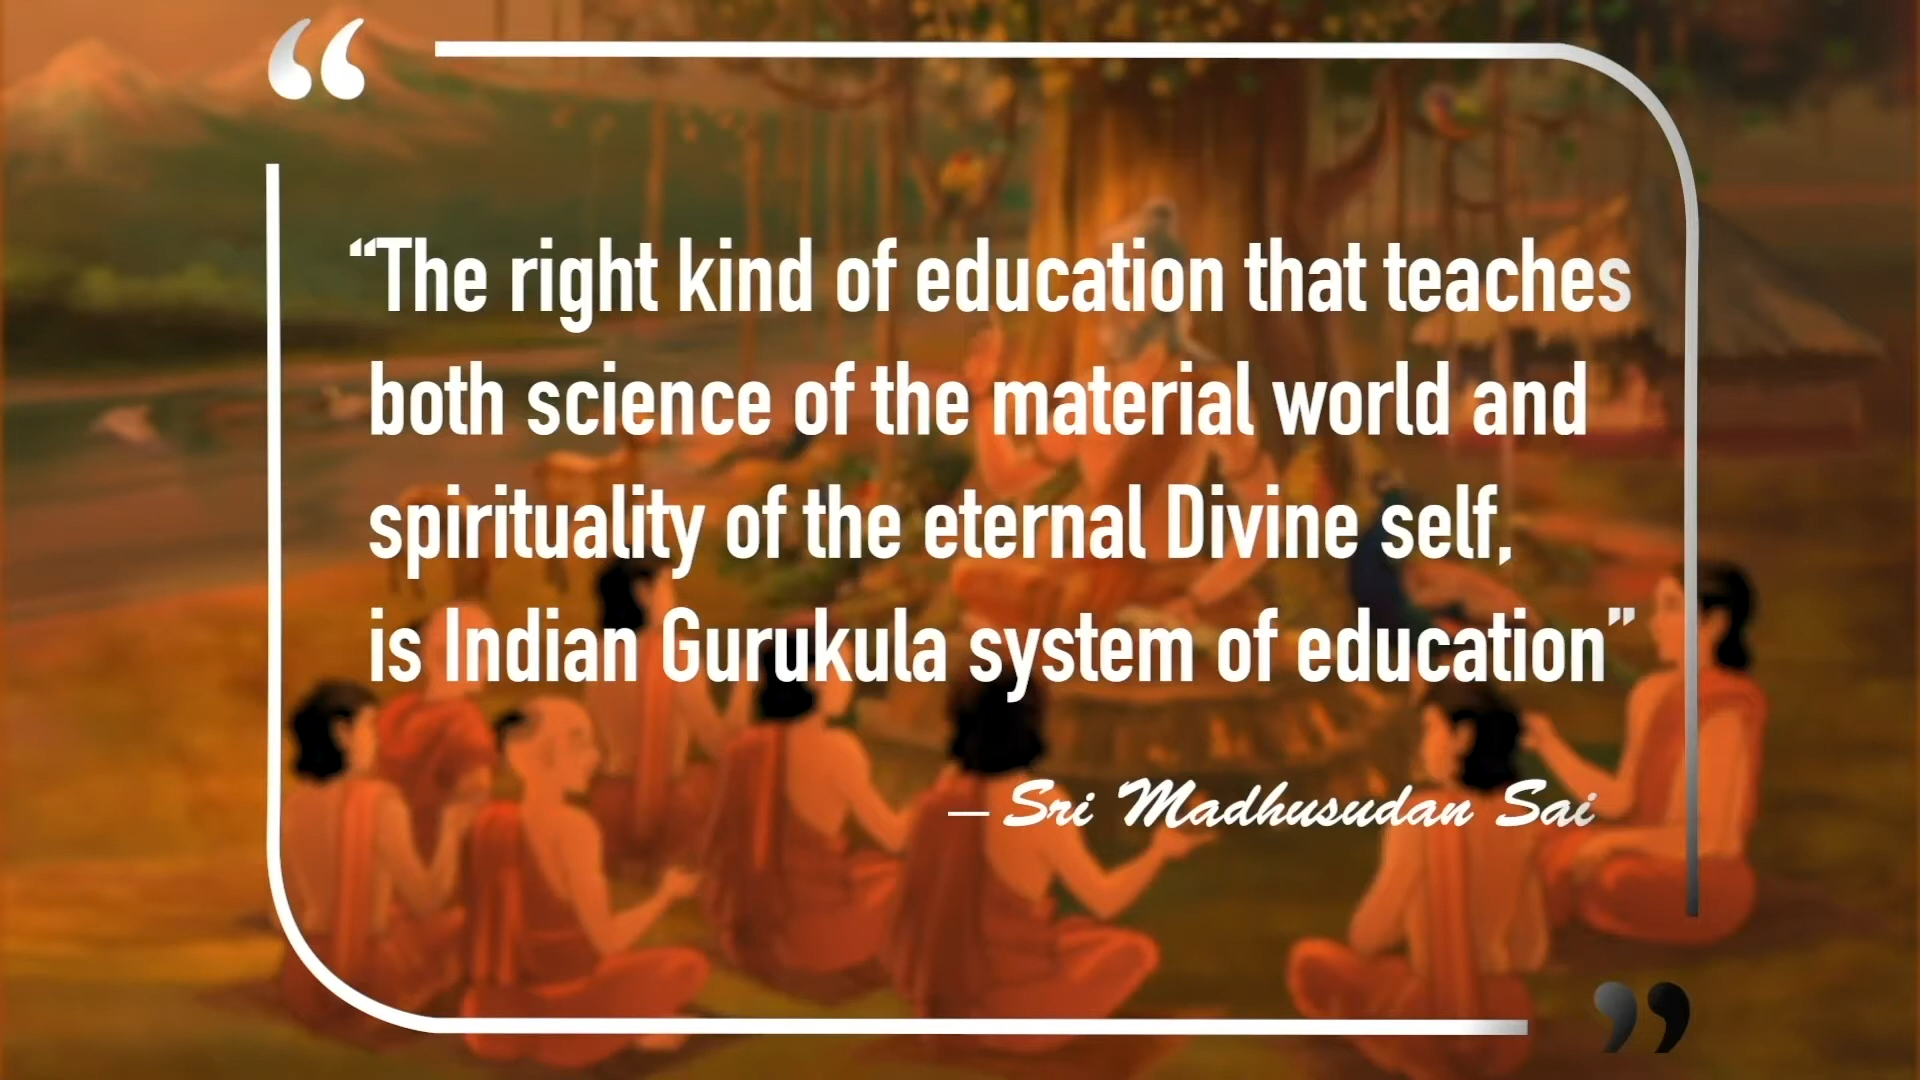 “The right kind of education that teaches
both science of the material world and
spirituality of the eternal Divine self,
is Indian Gurukula system of education”
— Sri Madhusudan Sai